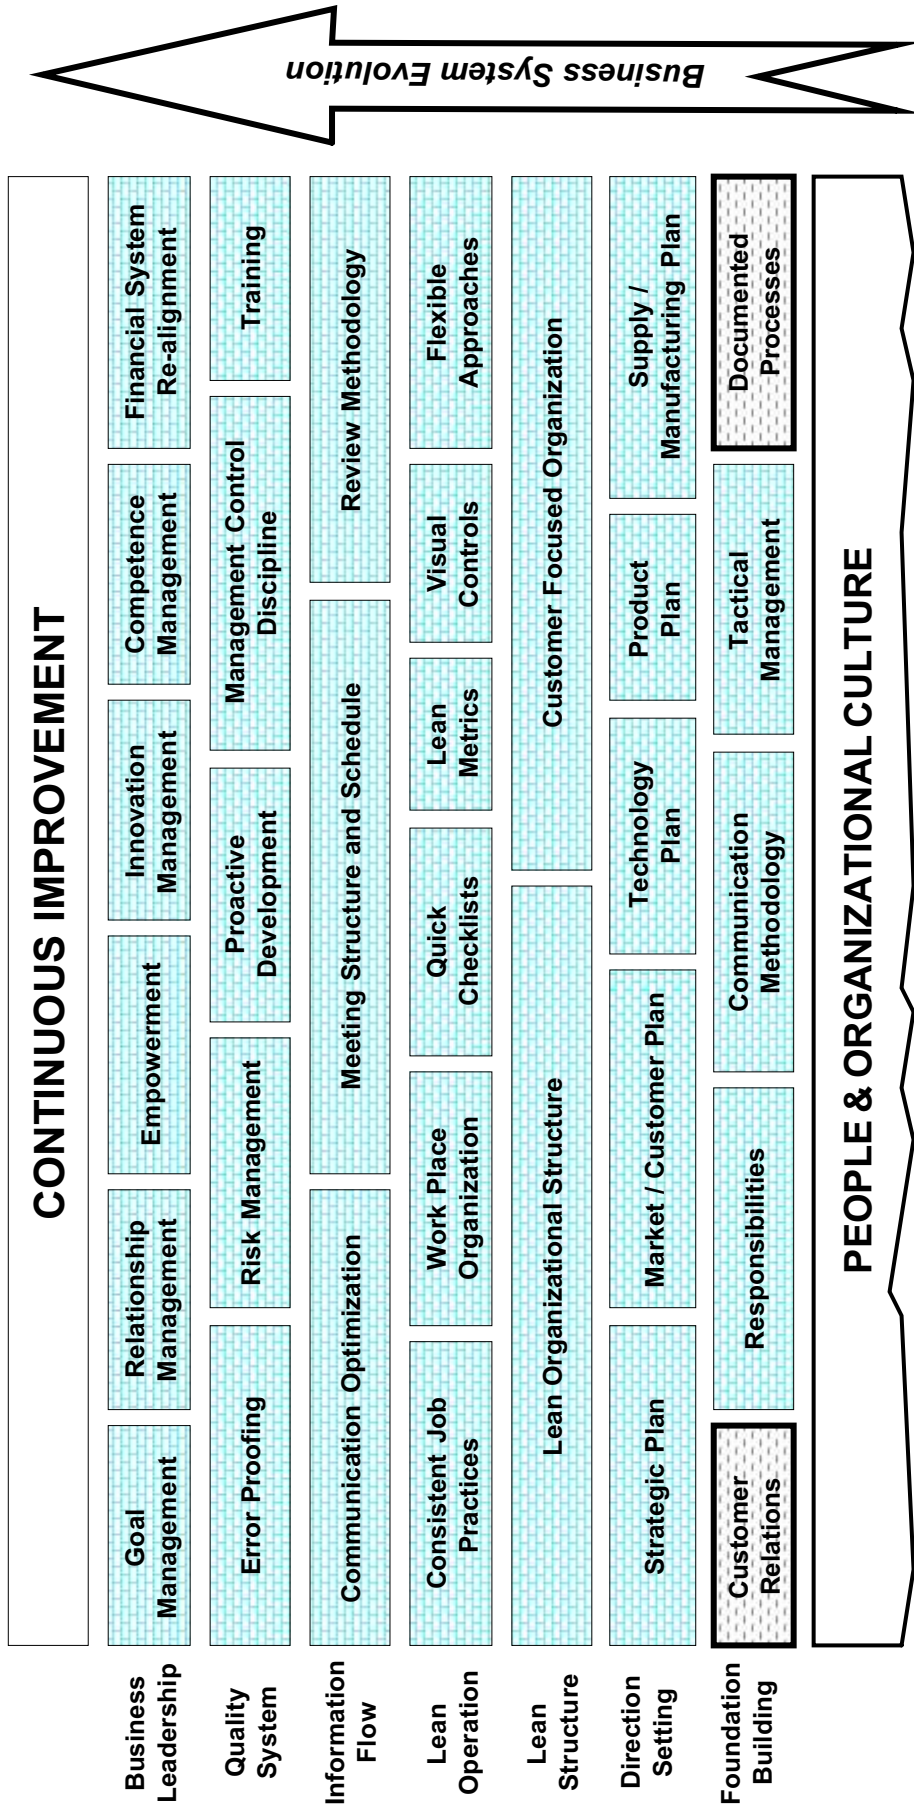 CONTINUOUS IMPROVEMENT
Business
Leadership
Goal
Management
Relationship
Management
Empowerment
Innovation
Management
Competence
Management
Financial System
Re-alignment
Quality
System
Error Proofing
Risk Management
Proactive
Development
Management Control
Discipline
Training
Information
Flow
Communication Optimization
Meeting Structure and Schedule
Review Methodology
Lean
Operation
Consistent Job
Practices
Work Place
Organization
Quick
Checklists
Lean
Metrics
Visual
Controls
Flexible
Approaches
Lean
Structure
Lean Organizational Structure
Customer Focused Organization
Direction
Setting
Strategic Plan
Market / Customer Plan
Technology
Plan
Product
Plan
Supply /
Manufacturing Plan
Foundation
Building
Customer
Relations
Responsibilities
Communication
Methodology
Tactical
Management
Documented
Processes
PEOPLE & ORGANIZATIONAL CULTURE
Business System Evolution